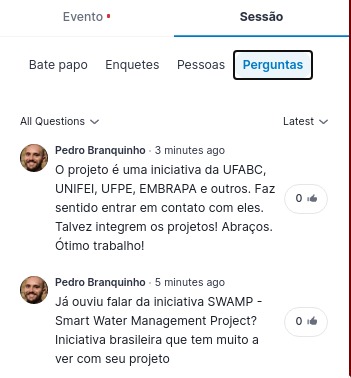 Evento
Sessão
Bate papo
Enquetes
Pessoas
Perguntas
All Questions
Latest
Pedro Branquinho · 3 minutes ago
O projeto é uma iniciativa da UFABC,
UNIFEI, UFPE, EMBRAPA e outros. Faz
sentido entrar em contato com eles.
Talvez integrem os projetos! Abraços.
Ótimo trabalho!
0
Pedro Branquinho · 5 minutes ago
Já ouviu falar da iniciativa SWAMP -
Smart Water Management Project?
Iniciativa brasileira que tem muito a
ver com seu projeto
0